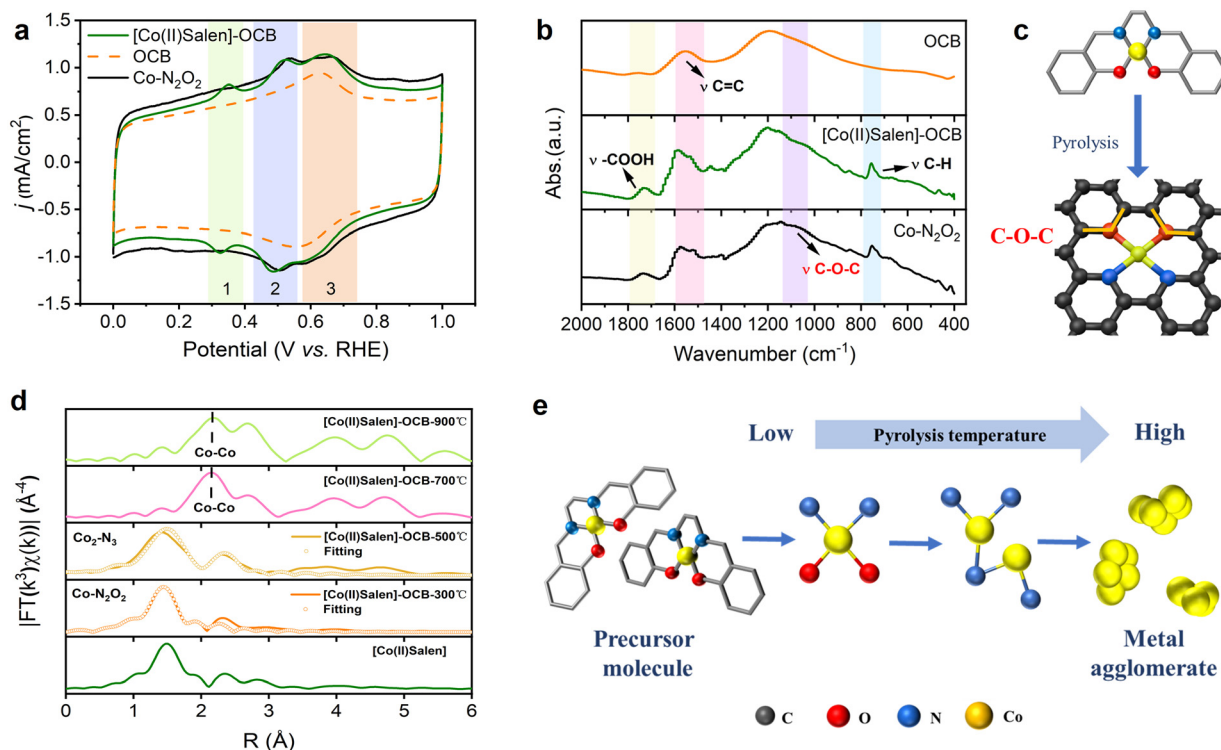 a
[Co(II)Salen]-OCB
OCB
Co-N2O2
j (mA/cm²)
1.5
1.0
0.5
0.0
-0.5
-1.0
-1.5
1
2
3
0.0
0.2
0.4
0.6
0.8
1.0
Potential (V vs. RHE)
b
OCB
ν C=C
[Co(II)Salen]-OCB
ν -COOH
ν C-H
Co-N₂O₂
ν C-O-C
Abs.(a.u.)
2000 1800 1600 1400 1200 1000 800 600 400
Wavenumber (cm⁻¹)
c
Pyrolysis
C-O-C
d
[Co(II)Salen]-OCB-900℃
Co-Co
[Co(II)Salen]-OCB-700℃
Co-Co
Co₂-N₃
[Co(II)Salen]-OCB-500℃
Fitting
Co-N₂O₂
[Co(II)Salen]-OCB-300℃
Fitting
[Co(II)Salen]
|FT(k³)χ(k))| (Å⁻⁴)
0 1 2 3 4 5 6
R (Å)
e
Low
Pyrolysis temperature
High
Precursor
molecule
Metal
agglomerate
C
O
N
Co